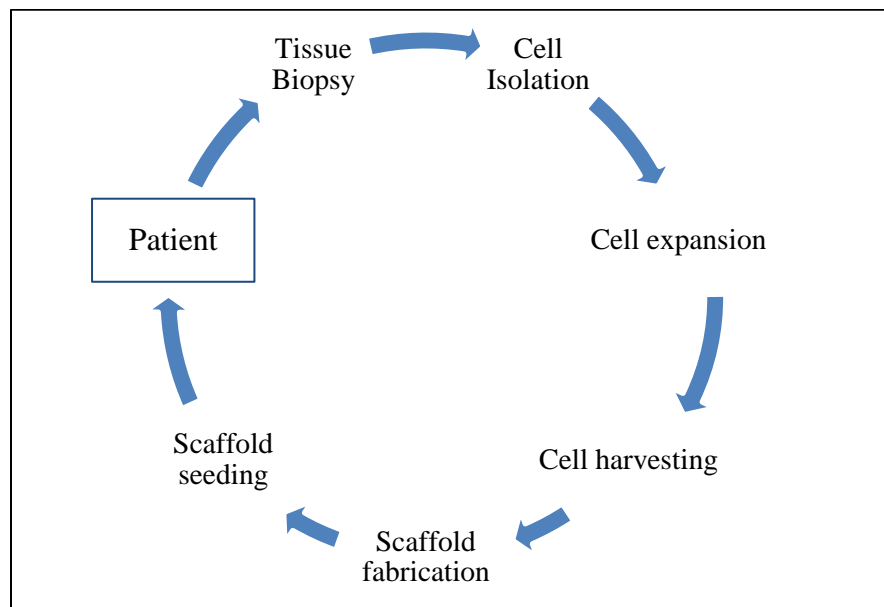 Tissue
Biopsy
Cell
Isolation
Patient
Cell expansion
Scaffold
seeding
Cell harvesting
Scaffold
fabrication